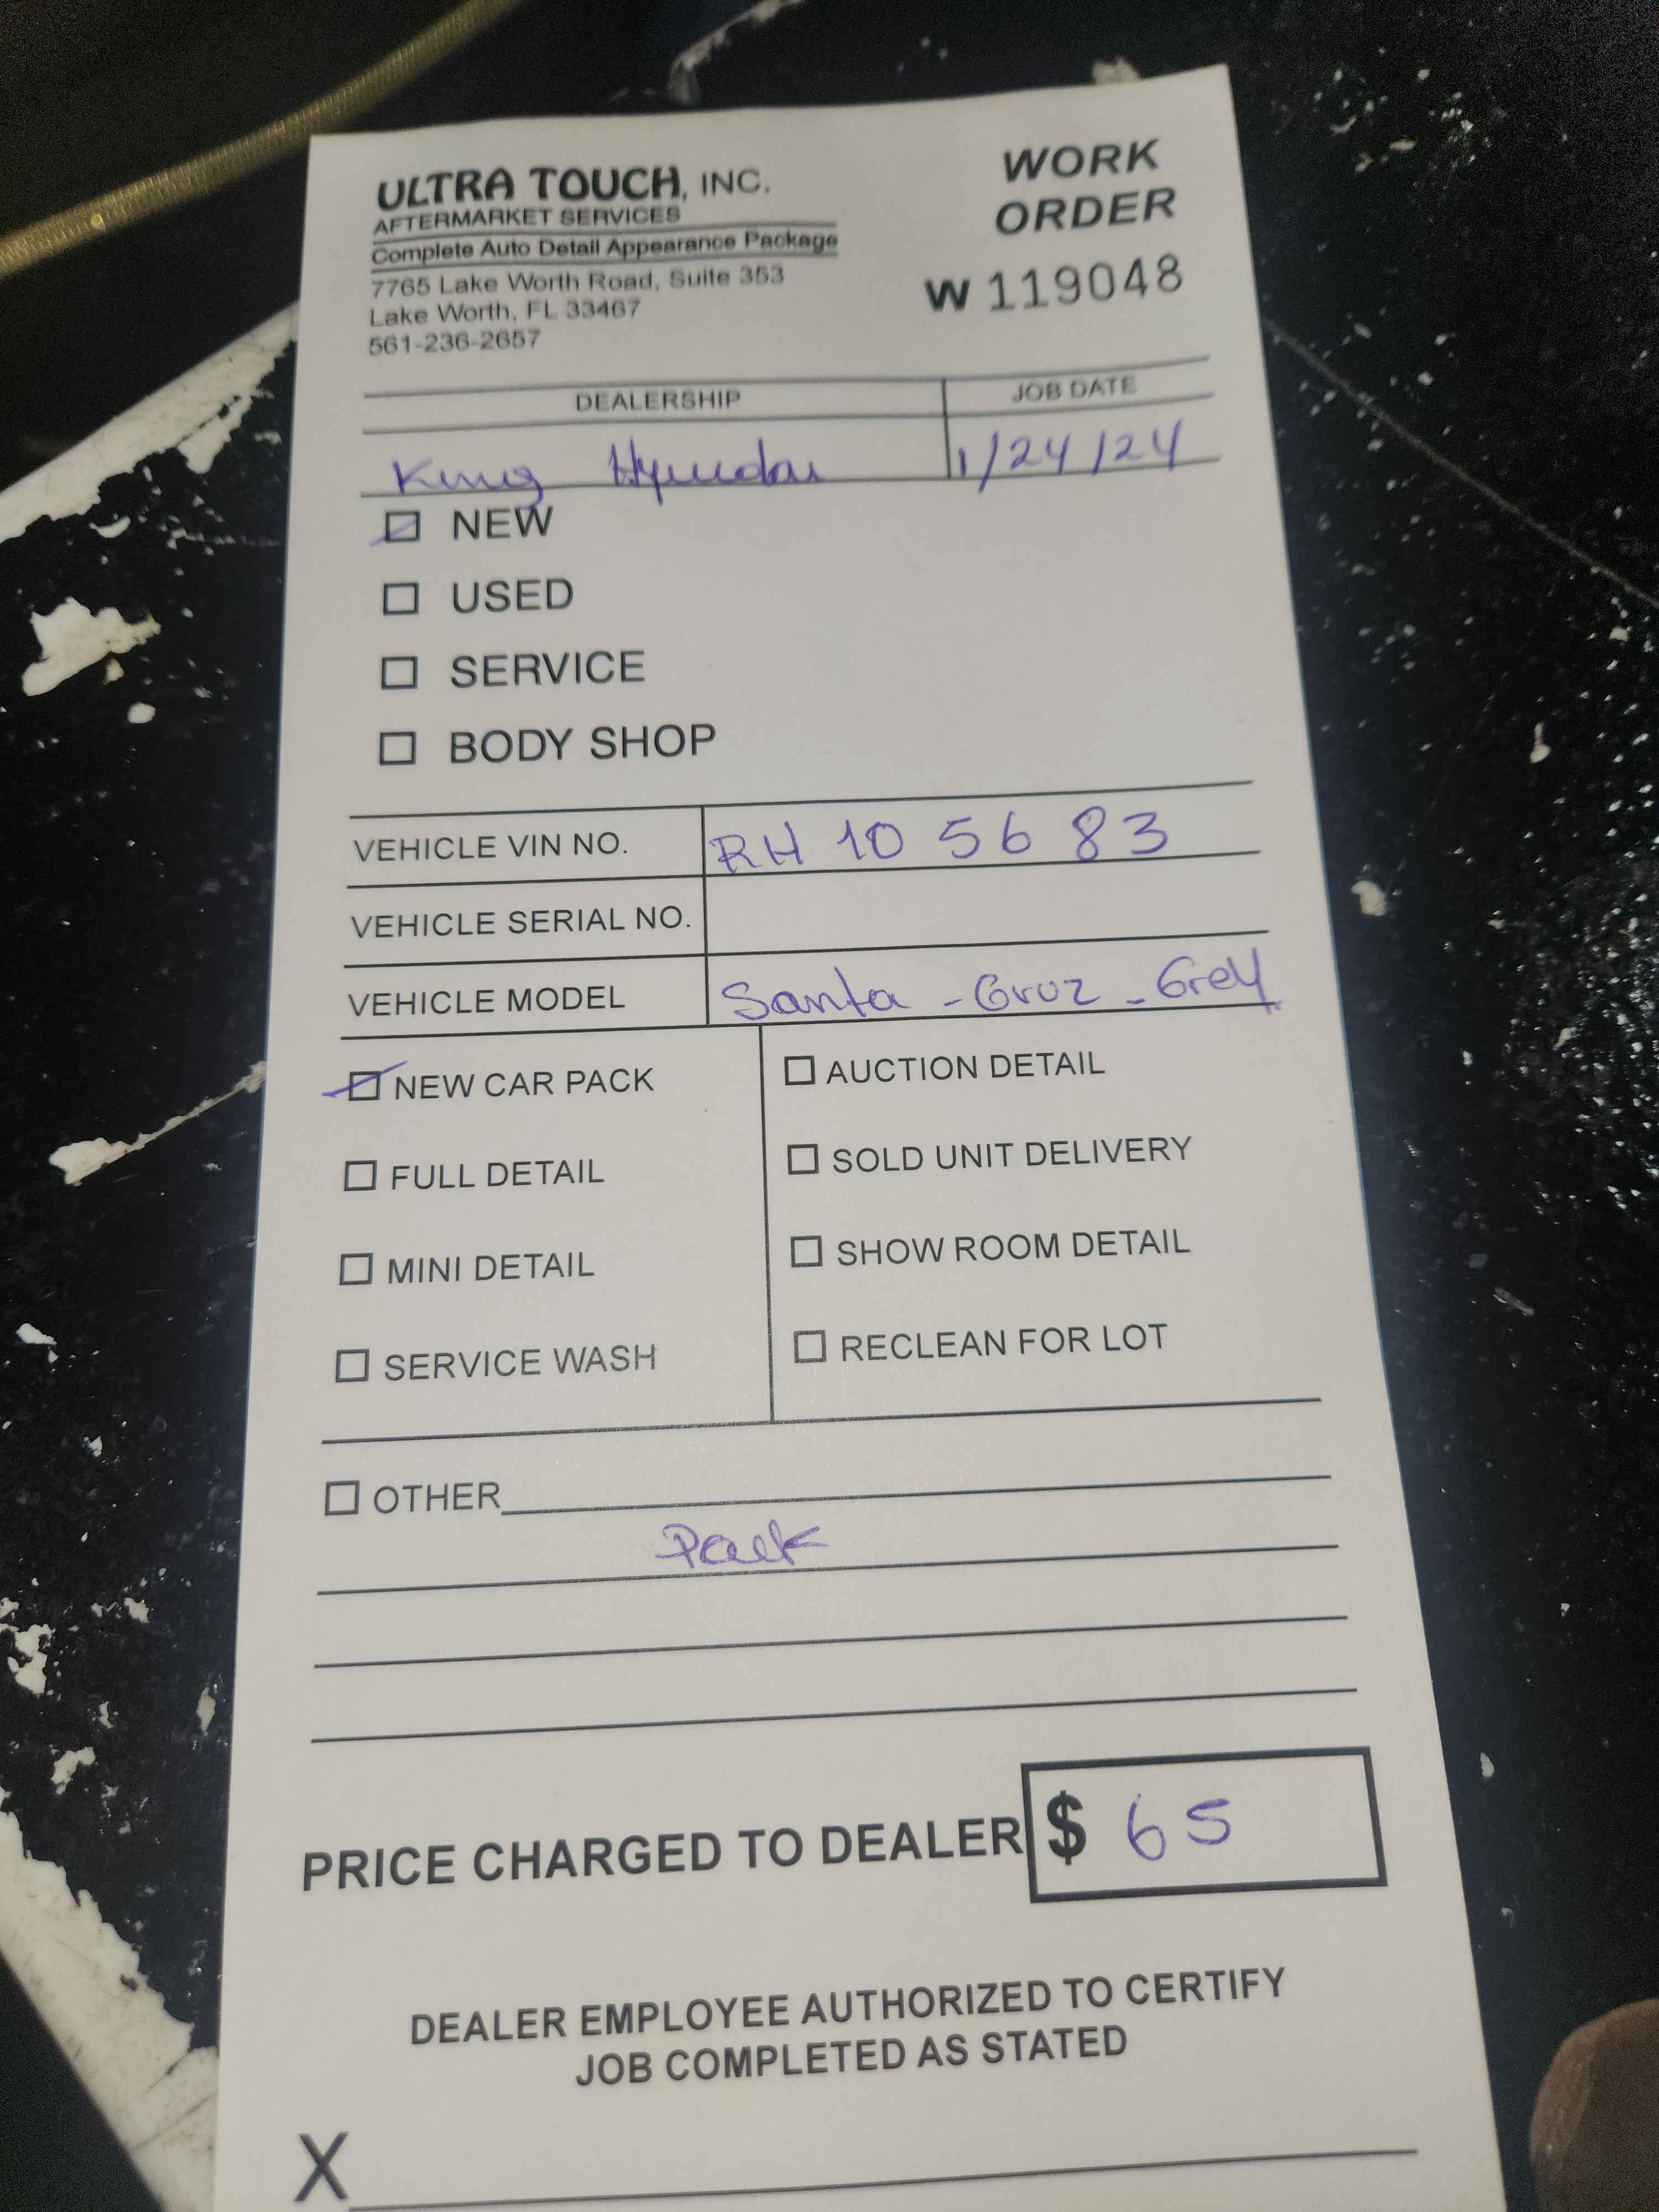 ULTRA TOUCH, INC.
AFTERMARKET SERVICES
Complete Auto Detail Appearance Package
7765 Lake Worth Road, Suite 353
Lake Worth, FL 33467
561-236-2657
WORK
ORDER
W 119048
DEALERSHIP JOB DATE
King Hyundai 1/24/24
NEW
USED
SERVICE
BODY SHOP
VEHICLE VIN NO. RH 10 5683
VEHICLE SERIAL NO.
VEHICLE MODEL Santa - Cruz - Grey
NEW CAR PACK
FULL DETAIL
MINI DETAIL
SERVICE WASH
AUCTION DETAIL
SOLD UNIT DELIVERY
SHOW ROOM DETAIL
RECLEAN FOR LOT
OTHER
Pack
PRICE CHARGED TO DEALER $ 65
DEALER EMPLOYEE AUTHORIZED TO CERTIFY
JOB COMPLETED AS STATED
X